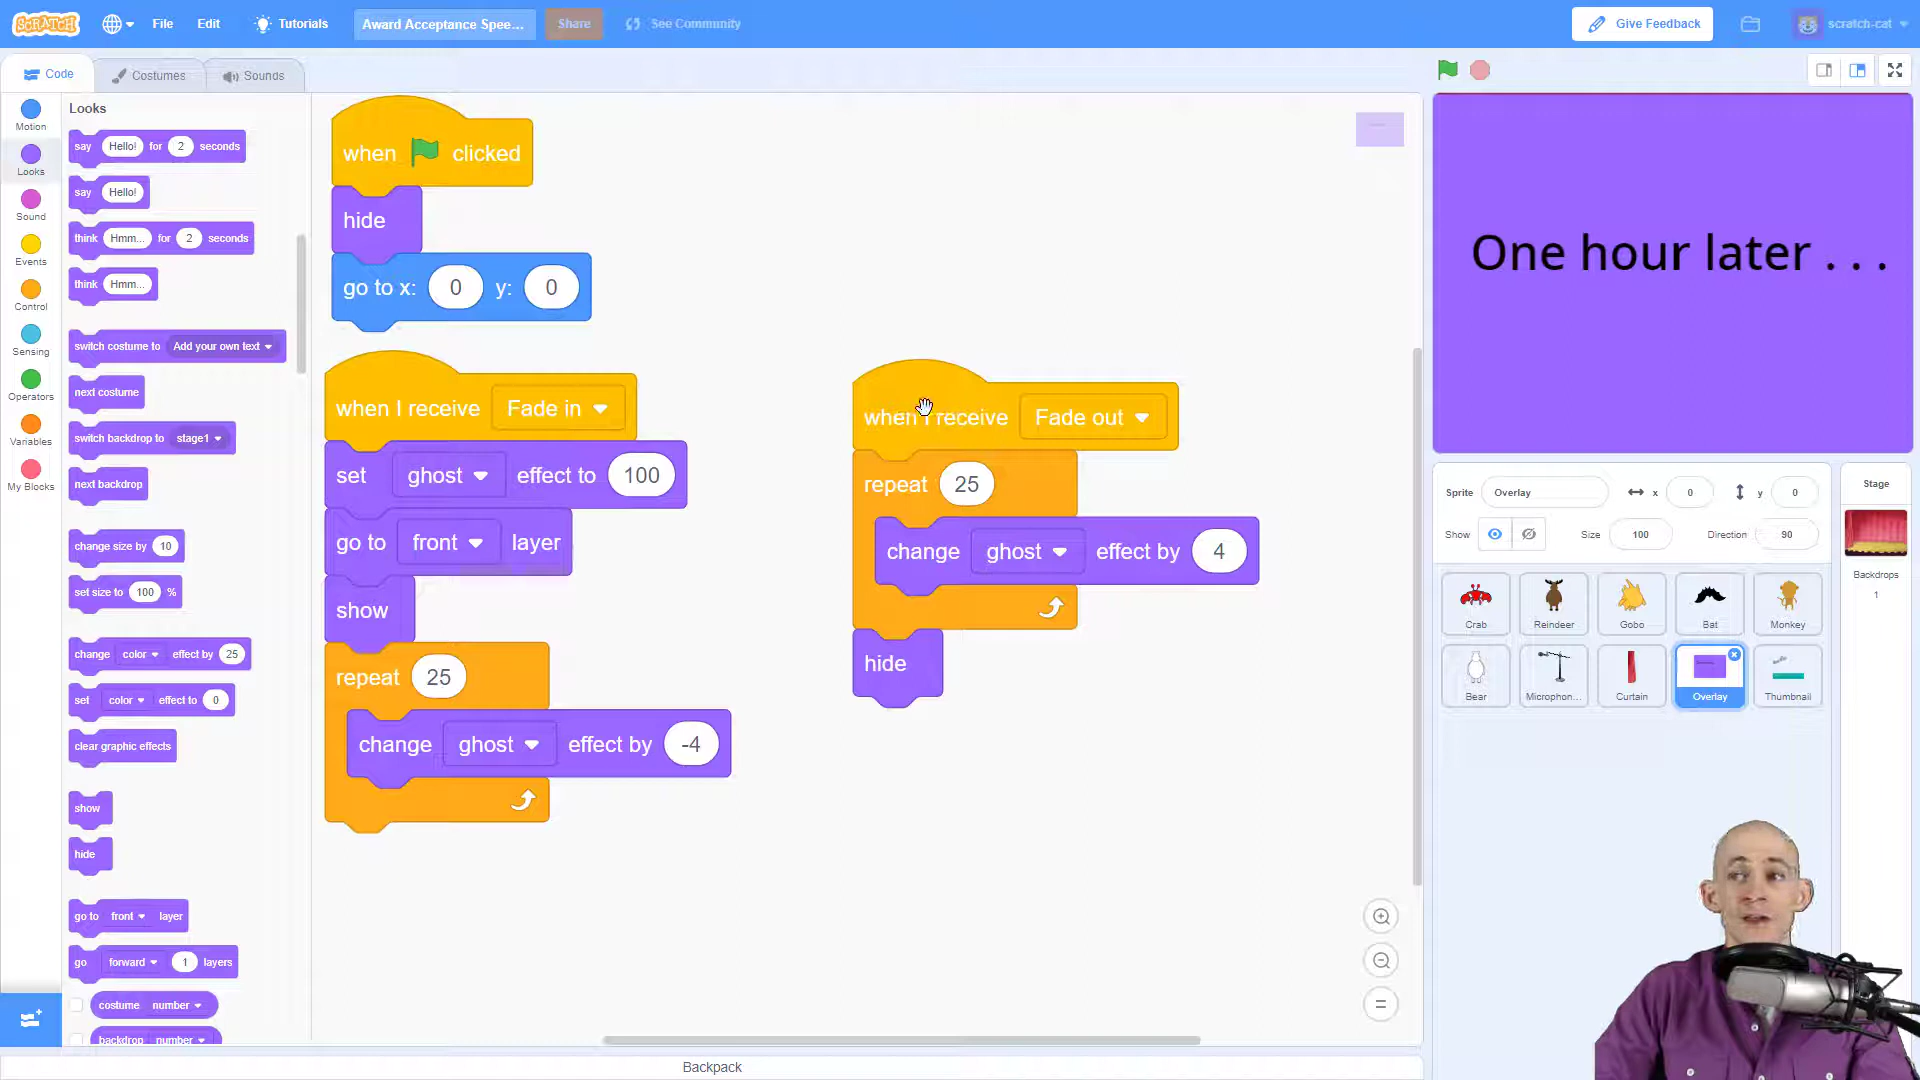 SCRATCH
File
Edit
Tutorials
Award Acceptance Spee...
Share
See Community
Give Feedback
scratch-cat
Code
Costumes
Sounds
Motion
Looks
Sound
Events
Control
Sensing
Operators
Variables
My Blocks
Looks
say Hello! for 2 seconds
say Hello!
think Hmm... for 2 seconds
think Hmm...
switch costume to Add your own text
next costume
switch backdrop to stage1
next backdrop
change size by 10
set size to 100 %
change color effect by 25
set color effect to 0
clear graphic effects
show
hide
go to front layer
go forward 1 layers
costume number
backdrop number
when clicked
hide
go to x: 0 y: 0
when I receive Fade in
set ghost effect to 100
go to front layer
show
repeat 25
change ghost effect by -4
when I receive Fade out
repeat 25
change ghost effect by 4
hide
One hour later . . .
Sprite Overlay x 0 y 0
Show Size 100 Direction 90
Crab
Reindeer
Gobo
Bat
Monkey
Bear
Microphon...
Curtain
Overlay
Thumbnail
Stage
Backdrops
1
Backpack